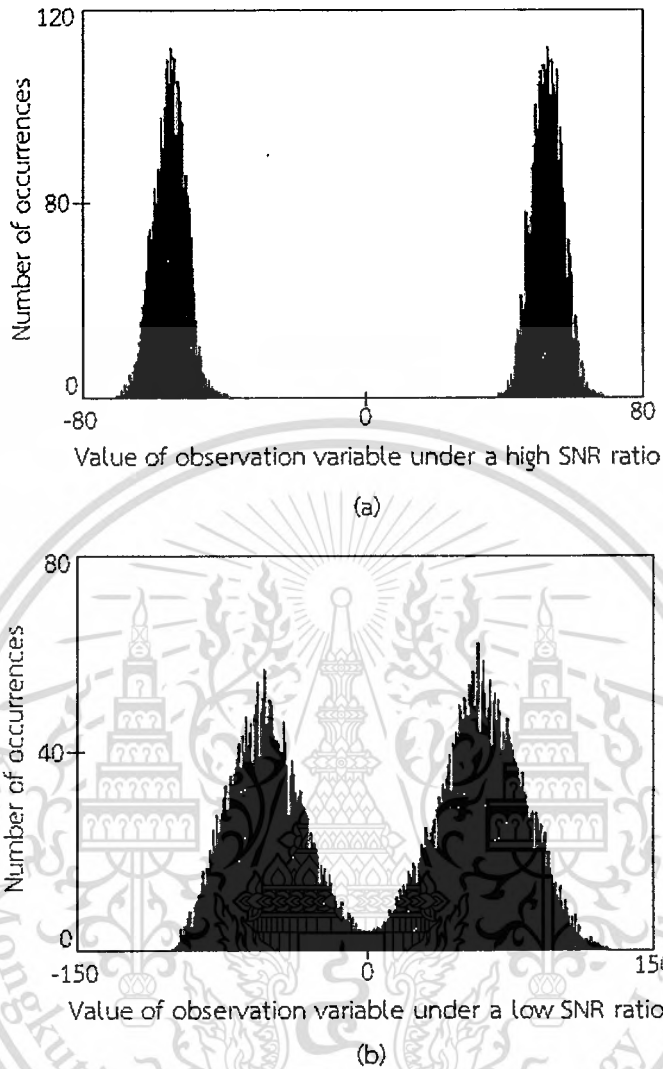 120
Number of occurrences
80
0
-80
0
80
Value of observation variable under a high SNR ratio
(a)
80
Number of occurrences
40
0
-150
0
Value of observation variable under a low SNR ratio
(b)